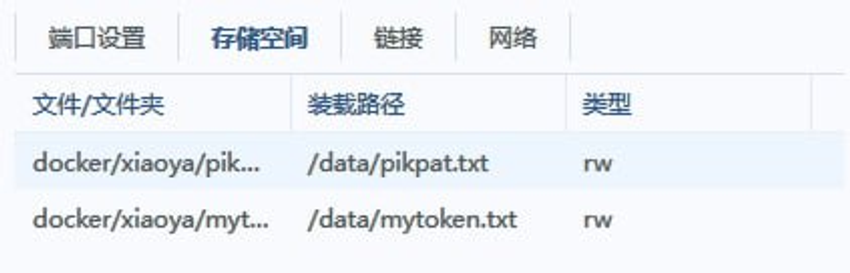 端口设置 存储空间 链接 网络
文件/文件夹 装载路径 类型
docker/xiaoya/pik... /data/pikpat.txt rw
docker/xiaoya/myt... /data/mytoken.txt rw